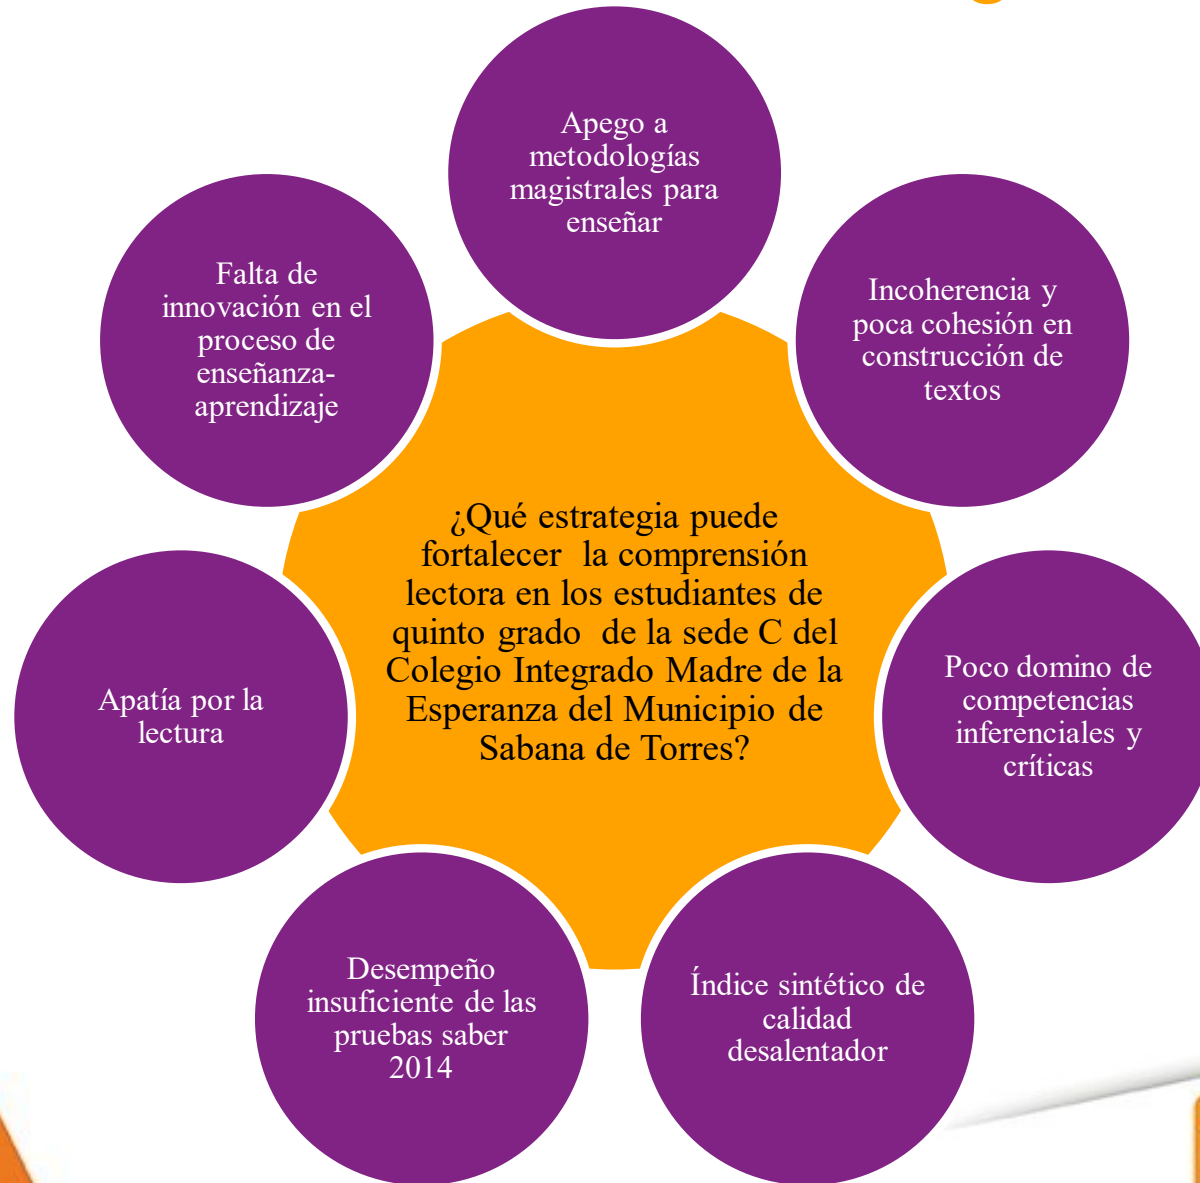 Apego a
metodologías
magistrales para
enseñar
Incoherencia y
poca cohesión en
construcción de
textos
Poco domino de
competencias
inferenciales y
críticas
Índice sintético de
calidad
desalentador
Desempeño
insuficiente de las
pruebas saber
2014
Apatía por la
lectura
Falta de
innovación en el
proceso de
enseñanza-
aprendizaje
¿Qué estrategia puede
fortalecer la comprensión
lectora en los estudiantes de
quinto grado de la sede C del
Colegio Integrado Madre de la
Esperanza del Municipio de
Sabana de Torres?